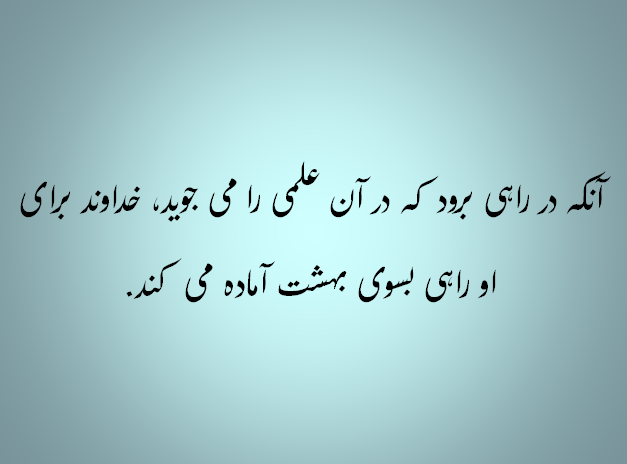 آنکه در راهی برود که در آن علمی را می جوید، خداوند برای
او راهی بسوی بهشت آماده می کند.